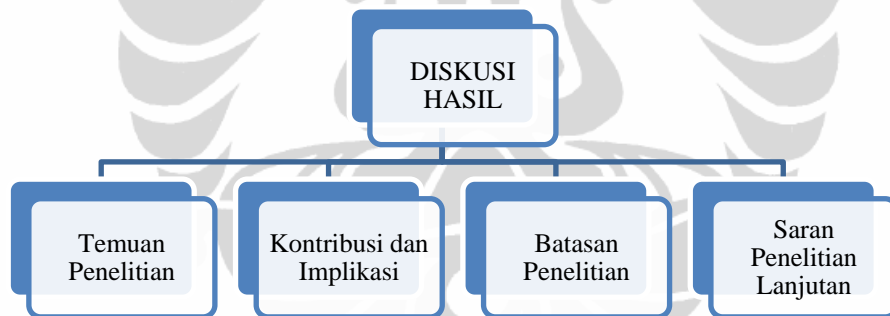 DISKUSI
HASIL
Temuan
Penelitian
Kontribusi dan
Implikasi
Batasan
Penelitian
Saran
Penelitian
Lanjutan